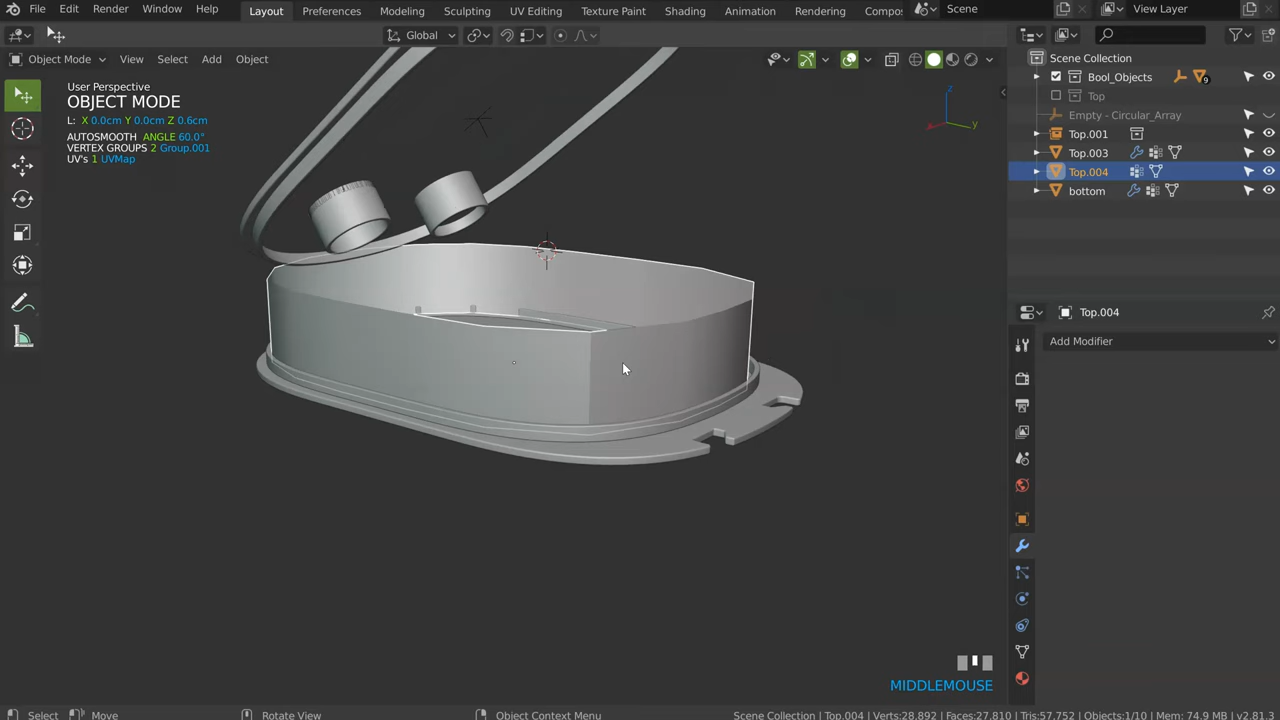 File Edit Render Window Help Layout Preferences Modeling Sculpting UV Editing Texture Paint Shading Animation Rendering Compos Scene View Layer
Global
Object Mode View Select Add Object
User Perspective
OBJECT MODE
L: X 0.0cm Y 0.0cm Z 0.6cm
AUTOSMOOTH ANGLE 60.0°
VERTEX GROUPS 2 Group.001
UV's 1 UVMap
z
x
y
Scene Collection
Bool_Objects 9
Top
Empty - Circular_Array
Top.001
Top.003
Top.004
bottom
Top.004
Add Modifier
MIDDLEMOUSE
Select Move Rotate View Object Context Menu Scene Collection | Top.004 | Verts:28.892 | Faces:27.810 | Tris:57.752 | Objects:1/10 | Mem: 74.9 MB | v2.81.3